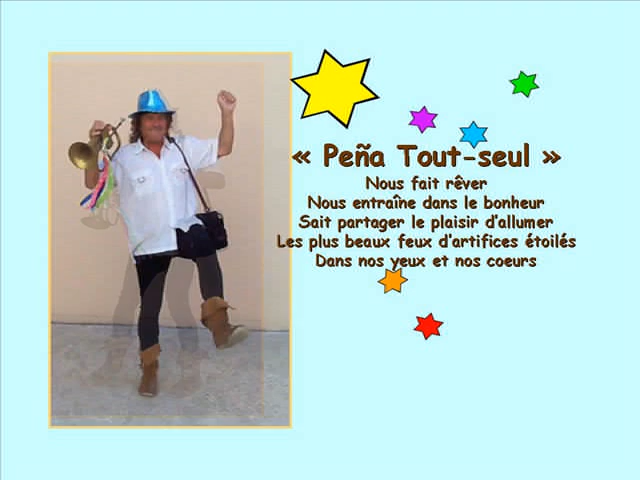 « Peña Tout-seul »
Nous fait rêver
Nous entraîne dans le bonheur
Sait partager le plaisir d'allumer
Les plus beaux feux d'artifices étoilés
Dans nos yeux et nos coeurs